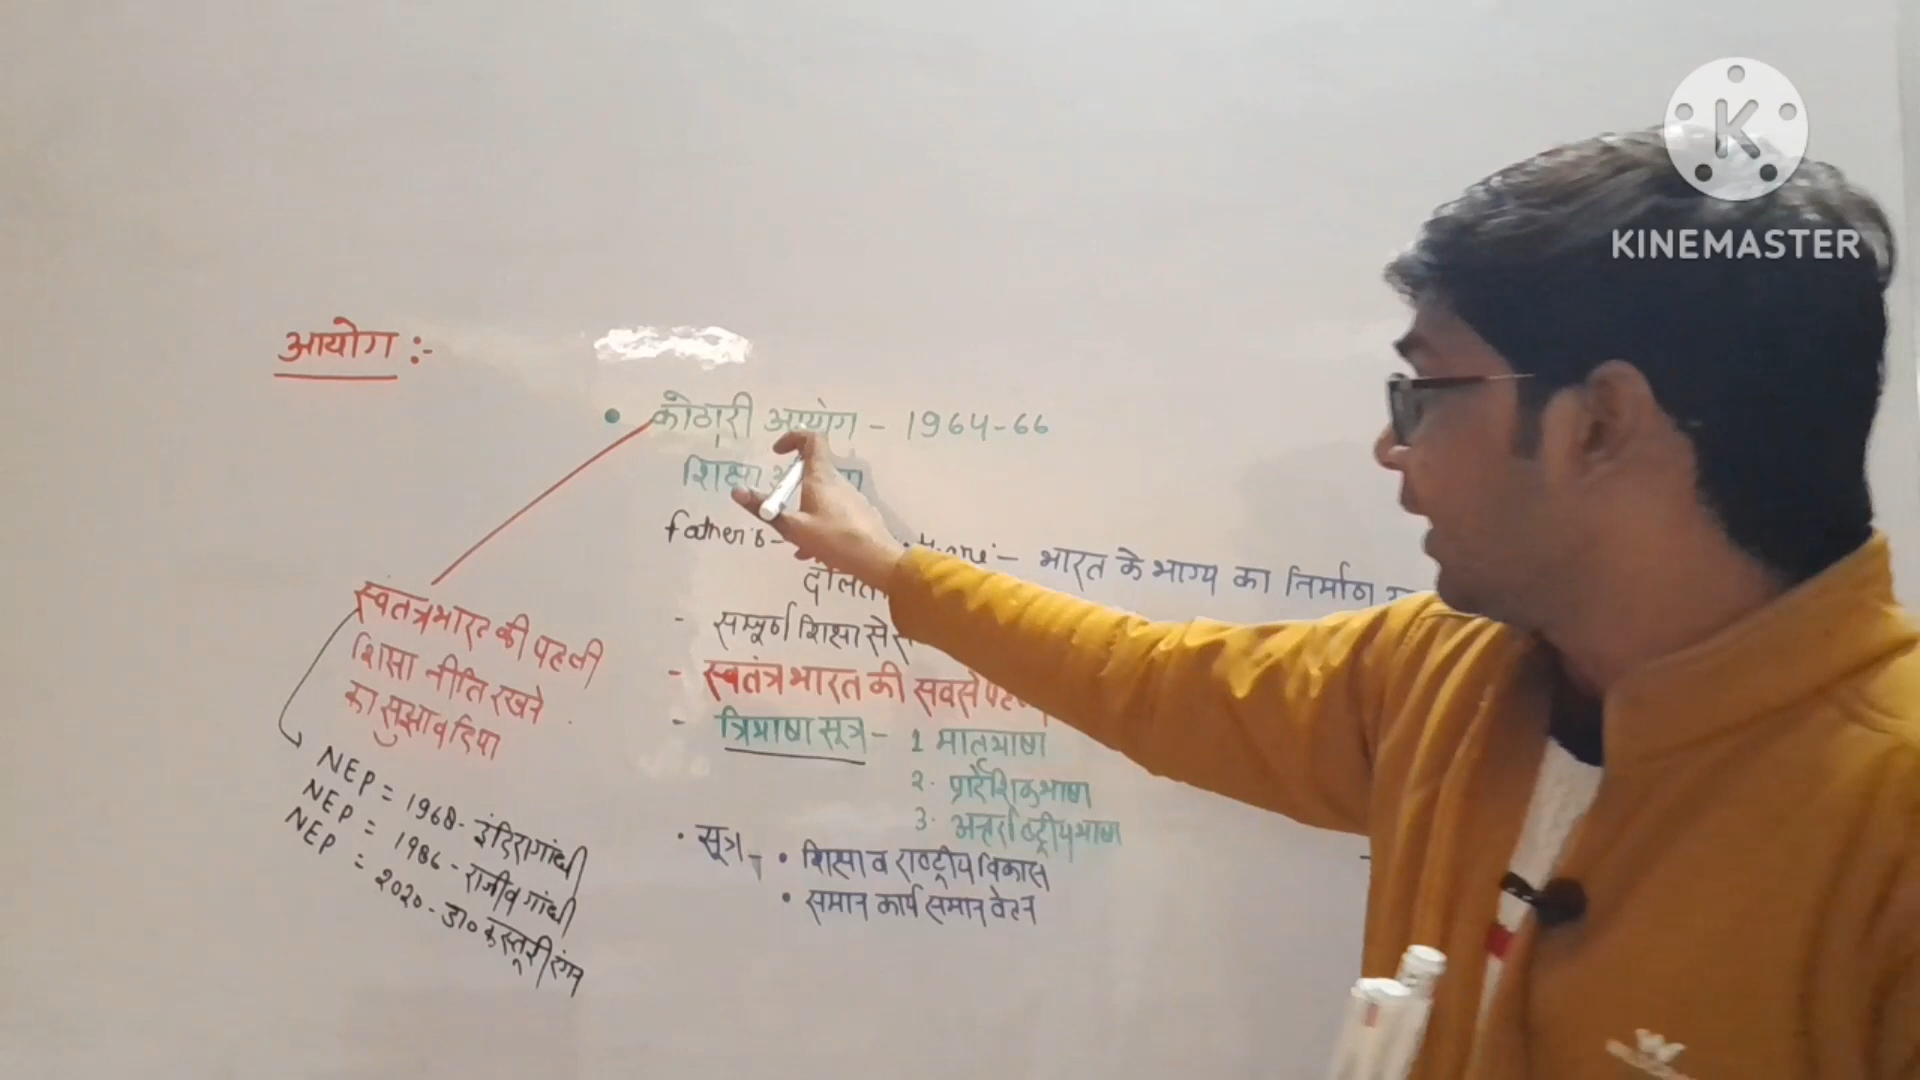 KINEMASTER
आयोग :-
• कोठारी आयोग - 1964-66
शिक्षा
father's -
:- भारत के भाग्य का निर्माण
- सम्पूर्ण शिक्षा से
- स्वतंत्र भारत की सबसे
- त्रिभाषा सूत्र - 1 मातृभाषा
2. प्रादेशिक भाषा
3. अन्तर्राष्ट्रीय भाषा
• सूत्र - • शिक्षा व राष्ट्रीय विकास
• समान कार्य समान वेतन
स्वतंत्र भारत की पहली
शिक्षा नीति रखने
का सुझाव दिया
NEP = 1968 - इंदिरा गांधी
NEP = 1986 - राजीव गांधी
NEP = 2020 - डा० कस्तूरीरंगन